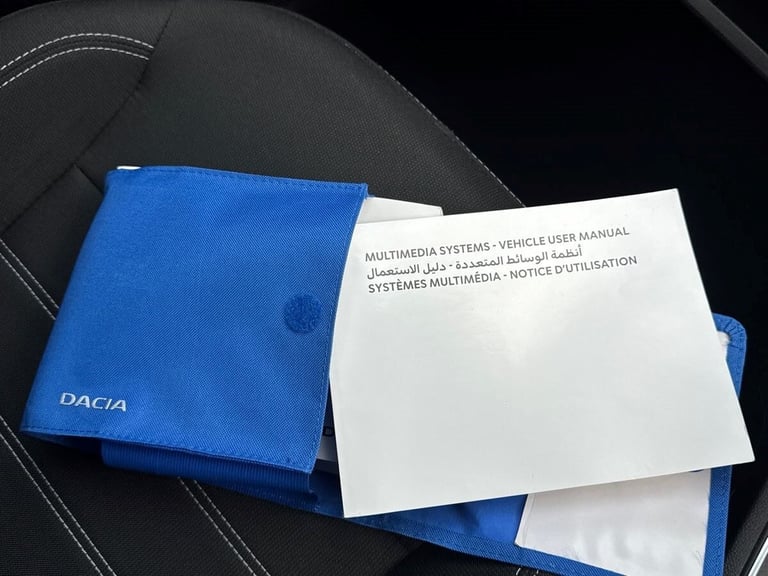 DACIA
MULTIMEDIA SYSTEMS - VEHICLE USER MANUAL
أنظمة الوسائط المتعددة - دليل الاستعمال
SYSTÈMES MULTIMÉDIA - NOTICE D'UTILISATION